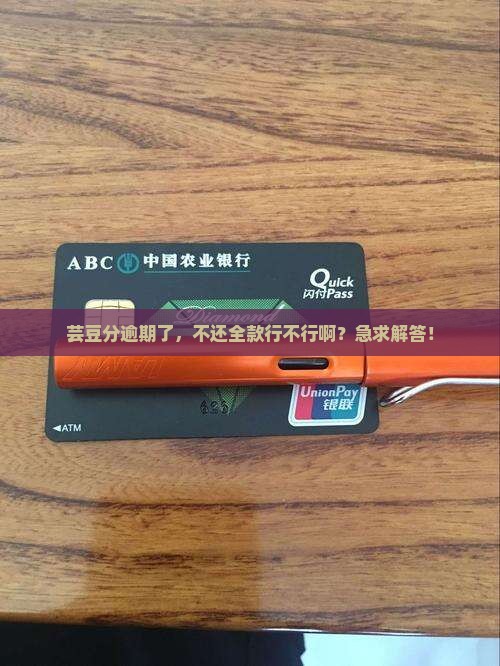 ABC 中国农业银行
Quick
闪付Pass
Diamond
芸豆分逾期了，不还全款行不行啊？急求解答！
UnionPay
银联
◄ATM